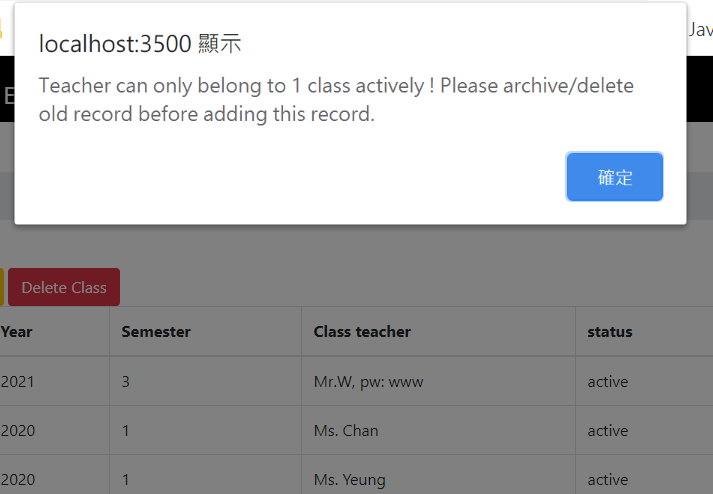 localhost:3500 顯示
Jav
Teacher can only belong to 1 class actively ! Please archive/delete
E
old record before adding this record.
確定
Delete Class
Year Semester Class teacher status
2021 3 Mr.W, pw: www active
2020 1 Ms. Chan active
2020 1 Ms. Yeung active